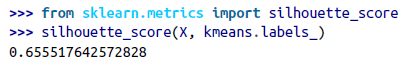 >>> from sklearn.metrics import silhouette_score
>>> silhouette_score(X, kmeans.labels_)
0.655517642572828